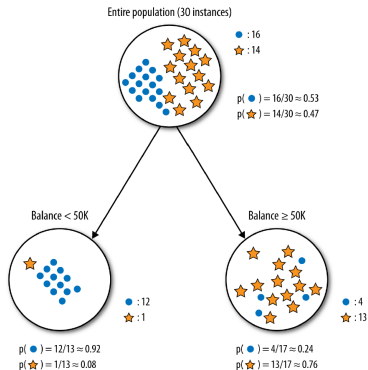 Entire population (30 instances)
● : 16
★ : 14
p( ● ) = 16/30 ≈ 0.53
p( ★ ) = 14/30 ≈ 0.47
Balance < 50K
Balance ≥ 50K
● : 12
★ : 1
● : 4
★ : 13
p( ● ) = 12/13 ≈ 0.92
p( ★ ) = 1/13 ≈ 0.08
p( ● ) = 4/17 ≈ 0.24
p( ★ ) = 13/17 ≈ 0.76